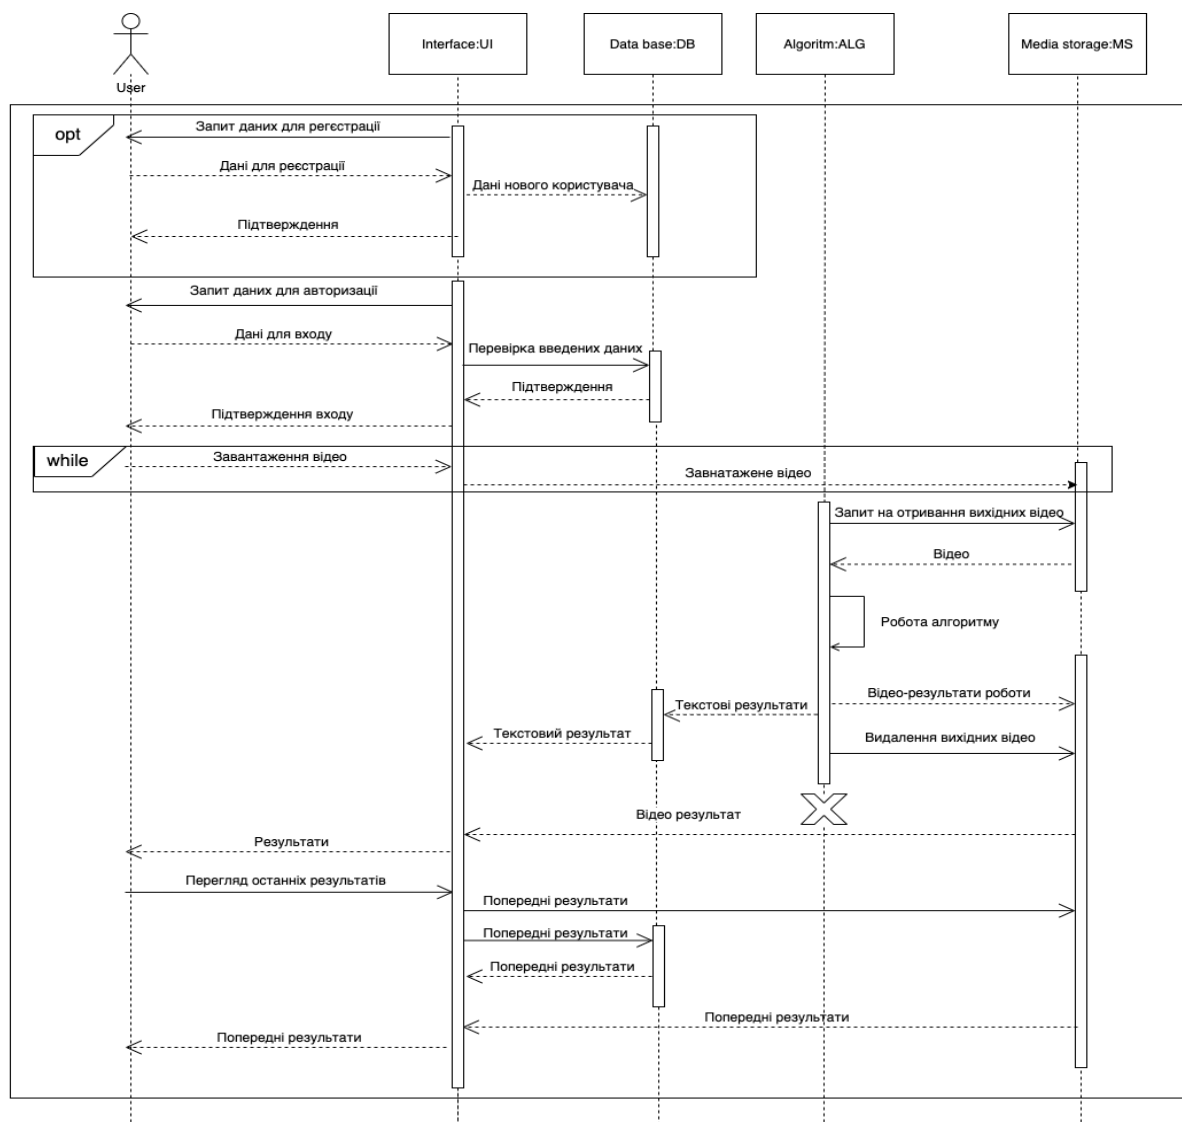 User
Interface:UI
Data base:DB
Algoritm:ALG
Media storage:MS
opt
Запит даних для регєстрації
Дані для реєстрації
Дані нового користувача
Підтвердження
Запит даних для авторизації
Дані для входу
Перевірка введених даних
Підтвердження
Підтвердження входу
while
Завантаження відео
Завнатажене відео
Запит на отривання вихідних відео
Відео
Робота алгоритму
Відео-результати роботи
Текстові результати
Текстовий результат
Видалення вихідних відео
Відео результат
Результати
Перегляд останніх результатів
Попередні результати
Попередні результати
Попередні результати
Попередні результати
Попередні результати